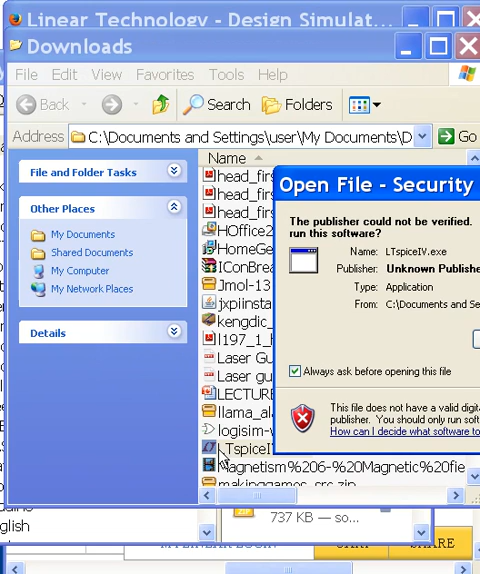 Linear Technology - Design Simulat...
Downloads
File Edit View Favorites Tools Help
Back Search Folders
Address C:\Documents and Settings\user\My Documents\D Go
File and Folder Tasks
Other Places
My Documents
Shared Documents
My Computer
My Network Places
Details
Name
head_firs
head_firs
head_firs
HOffice2
HomeGe
IConBrea
Jmol-13
jxpiinsta
kengdic_
l197_1_h
Laser Gu
Laser gu
LECTURE
llama_ala
logisim-w
LTspiceI
Magnetism%206-%20Magnetic%20fie
makinggames_src.zip
Open File - Security
The publisher could not be verified.
run this software?
Name: LTspiceIV.exe
Publisher: Unknown Publishe
Type: Application
From: C:\Documents and Se
Always ask before opening this file
This file does not have a valid digit
publisher. You should only run soft
How can I decide what software to
737 KB — so...
glish
SHARE